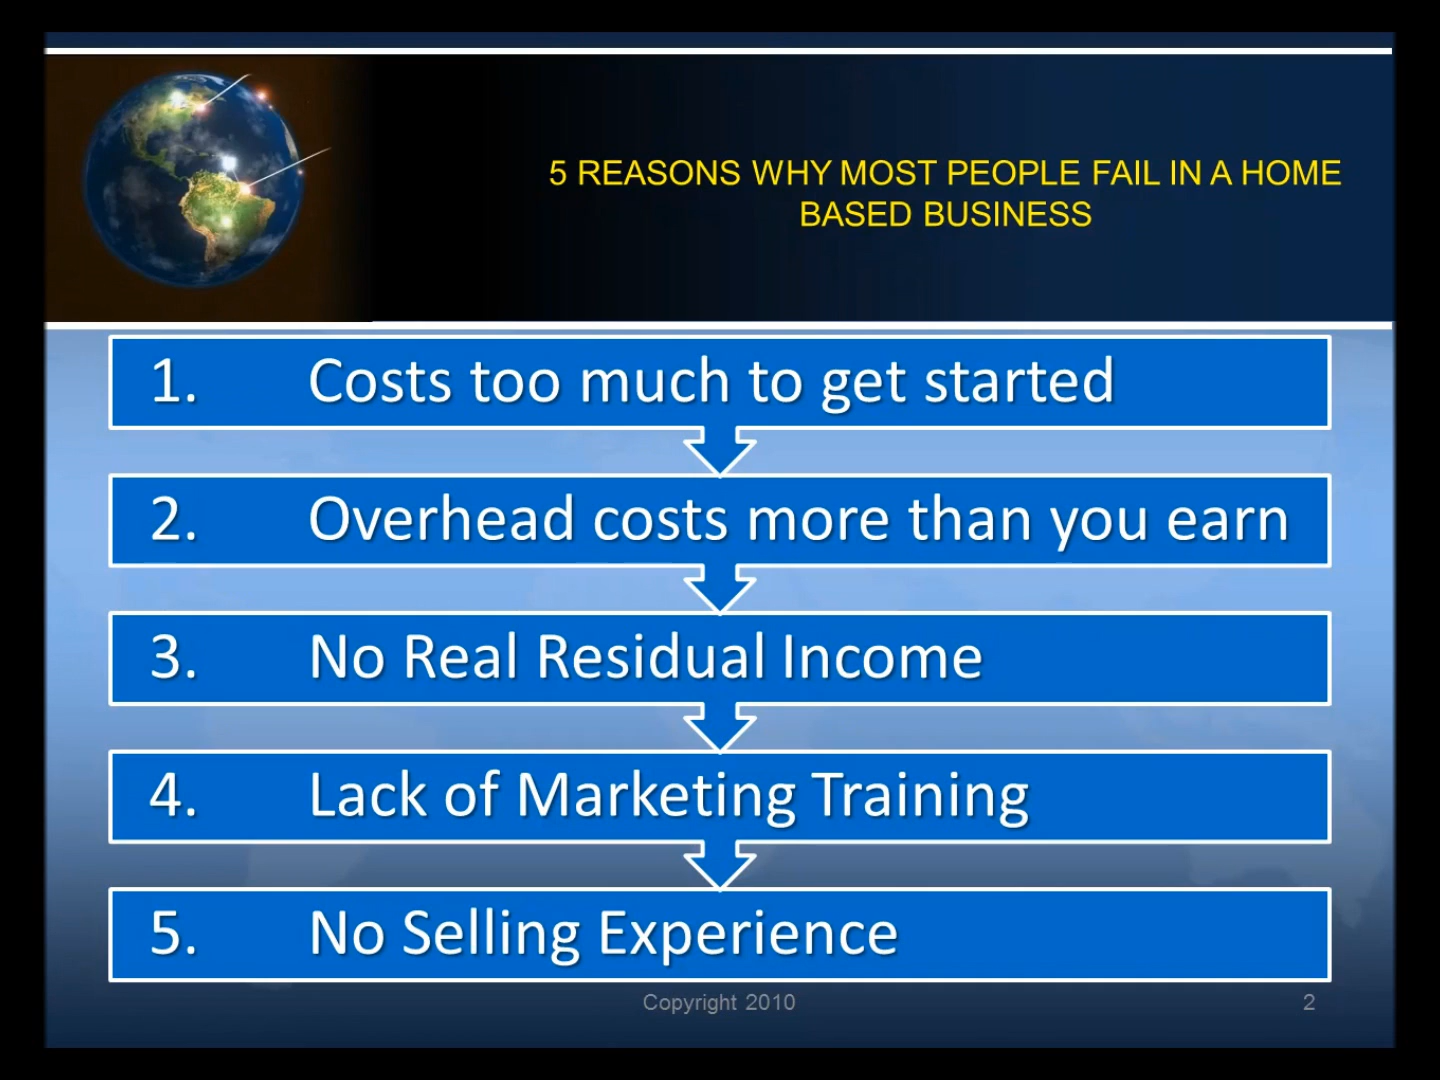 5 REASONS WHY MOST PEOPLE FAIL IN A HOME
BASED BUSINESS
1. Costs too much to get started
2. Overhead costs more than you earn
3. No Real Residual Income
4. Lack of Marketing Training
5. No Selling Experience
Copyright 2010
2